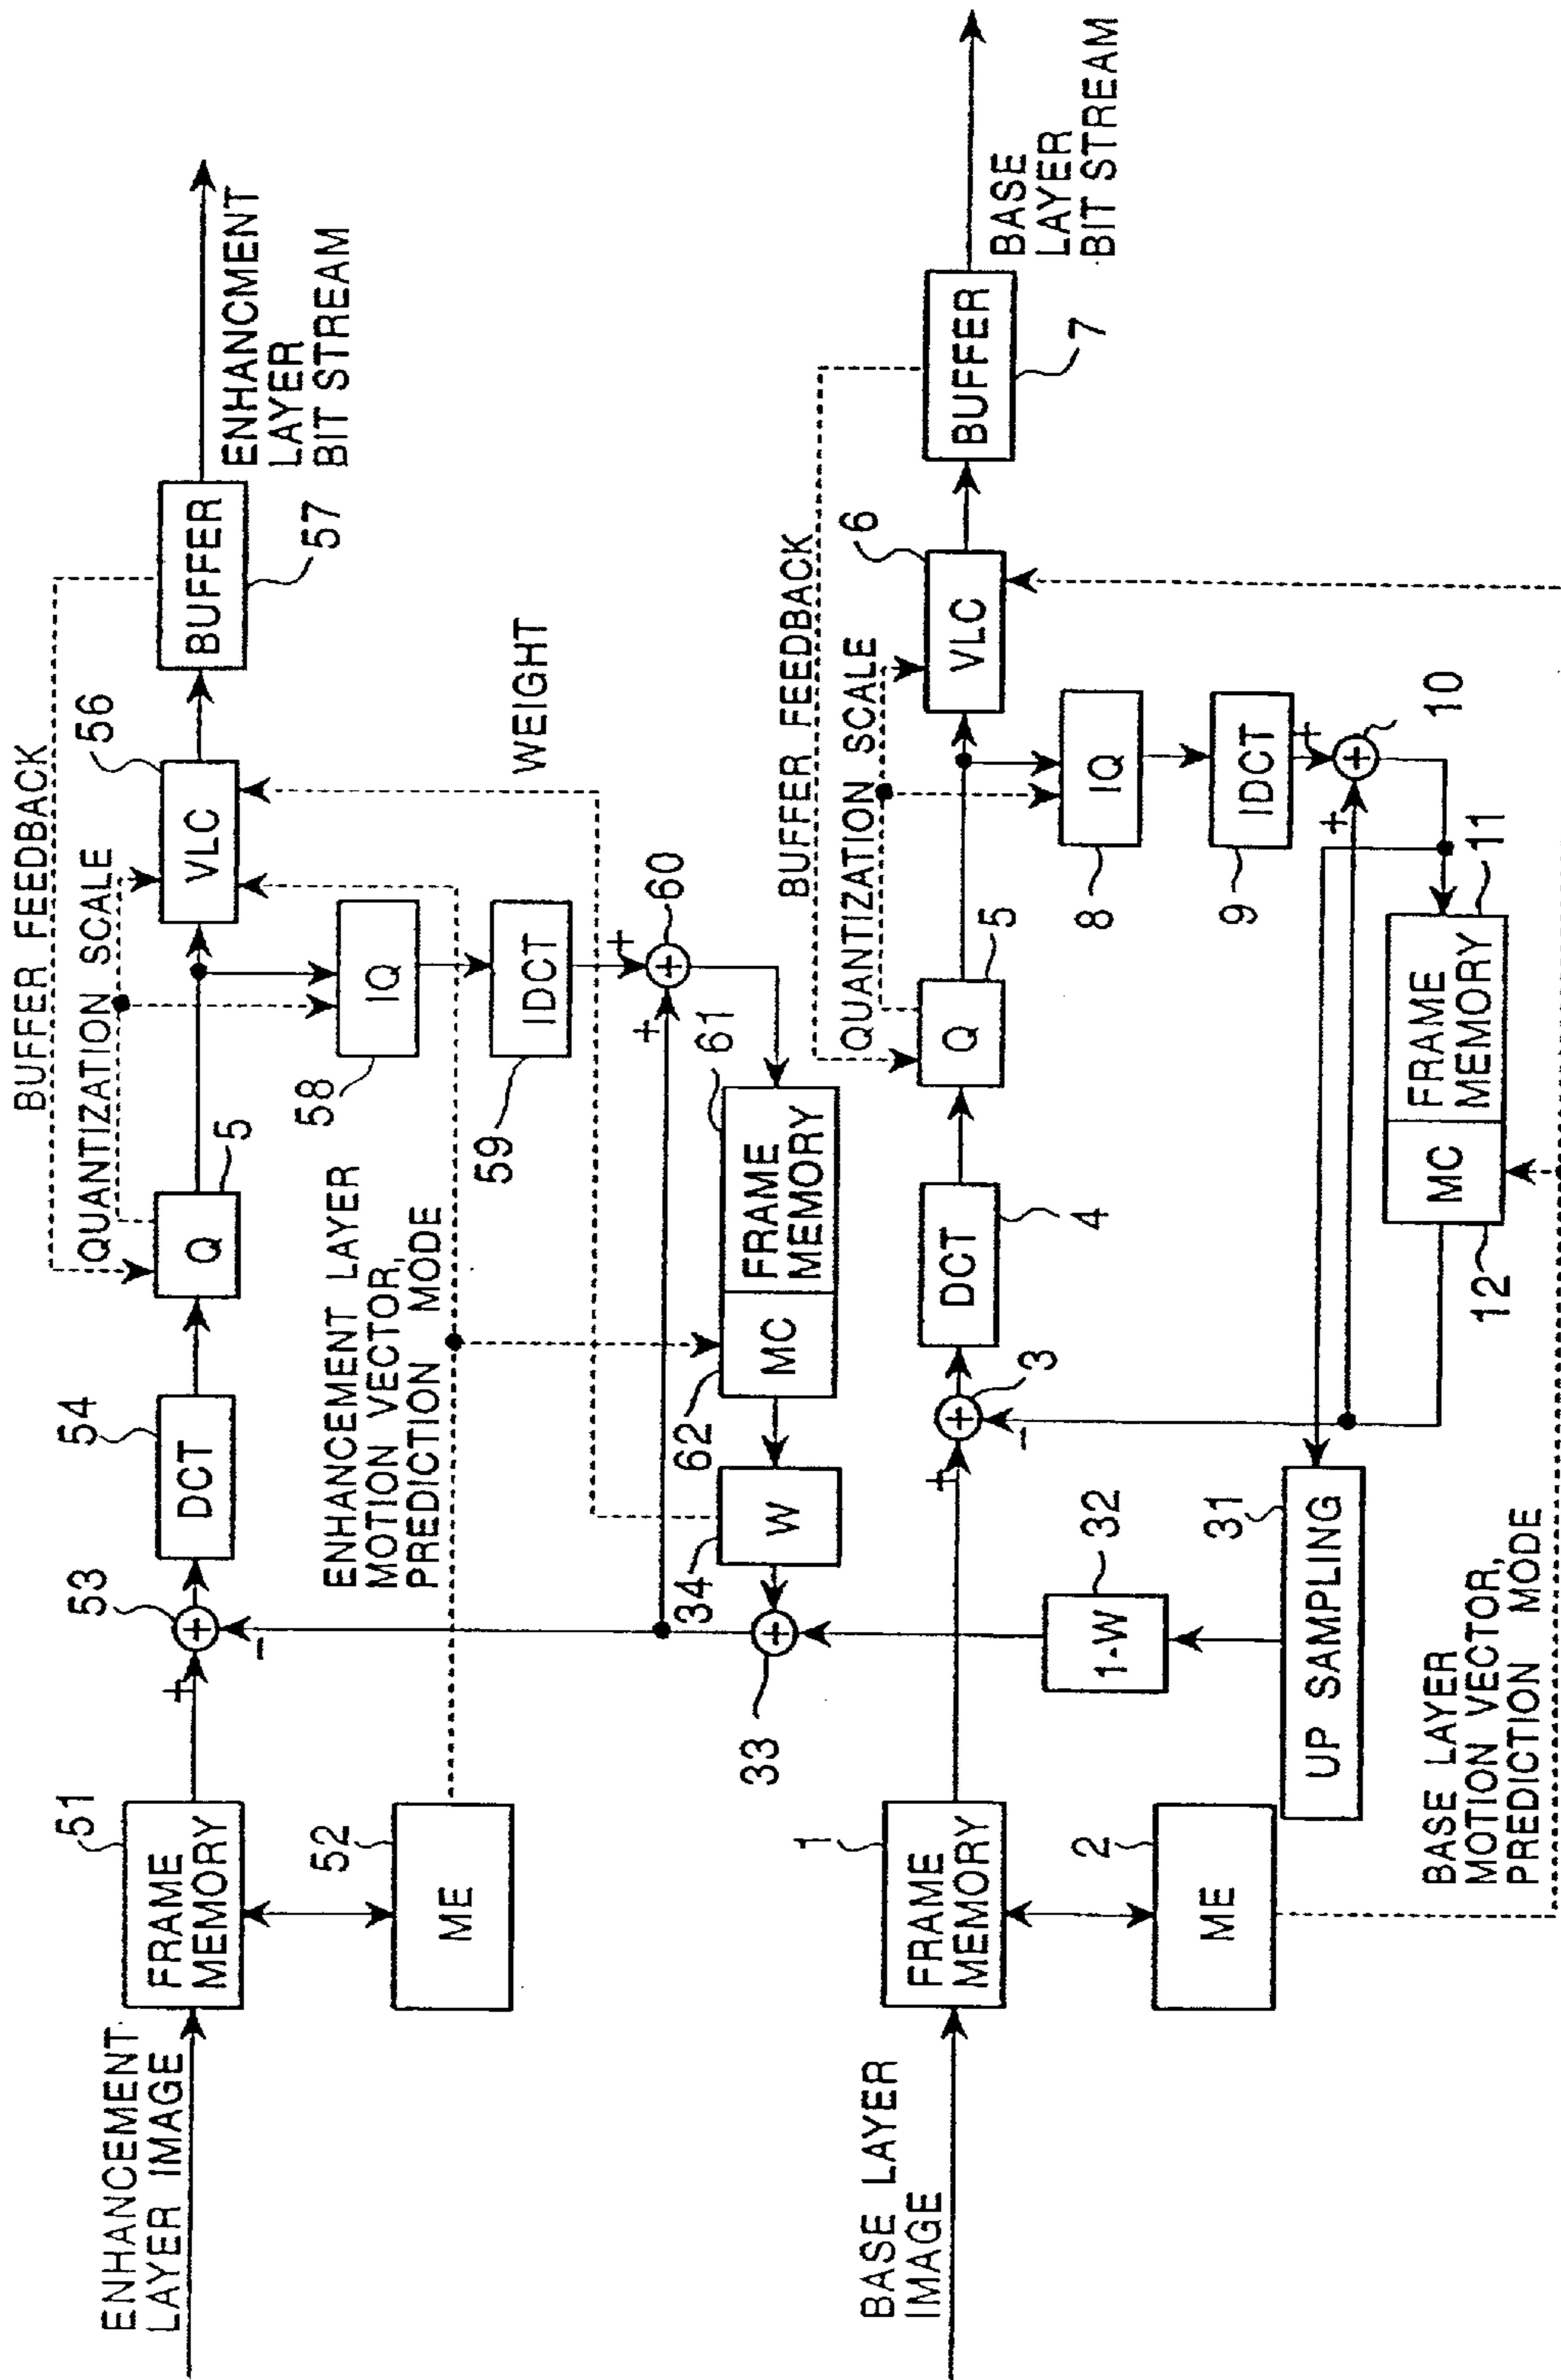 ENHANCEMENT
LAYER IMAGE
51
FRAME
MEMORY
52
ME
53
+
-
54
DCT
5
Q
BUFFER FEEDBACK
QUANTIZATION SCALE
56
VLC
BUFFER
57
ENHANCMENT
LAYER
BIT STREAM
58
IQ
59
IDCT
60
+
+
61
FRAME
MEMORY
MC
62
W
34
33
WEIGHT
ENHANCEMENT LAYER
MOTION VECTOR,
PREDICTION MODE
BASE LAYER
IMAGE
1
FRAME
MEMORY
2
ME
3
+
-
4
DCT
5
Q
BUFFER FEEDBACK
QUANTIZATION SCALE
6
VLC
BUFFER
7
BASE
LAYER
BIT STREAM
8
IQ
9
IDCT
10
+
+
11
FRAME
MEMORY
MC
12
32
1-W
31
UP SAMPLING
BASE LAYER
MOTION VECTOR,
PREDICTION MODE